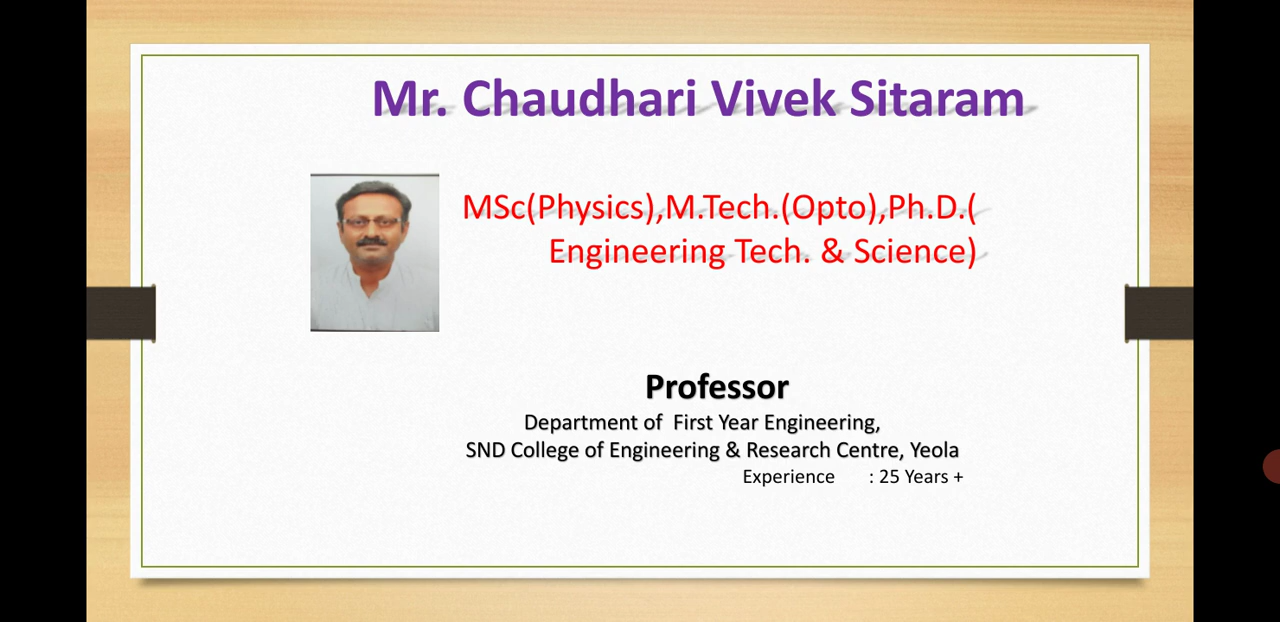 Mr. Chaudhari Vivek Sitaram
MSc(Physics),M.Tech.(Opto),Ph.D.(
Engineering Tech. & Science)
Professor
Department of First Year Engineering,
SND College of Engineering & Research Centre, Yeola
Experience : 25 Years +